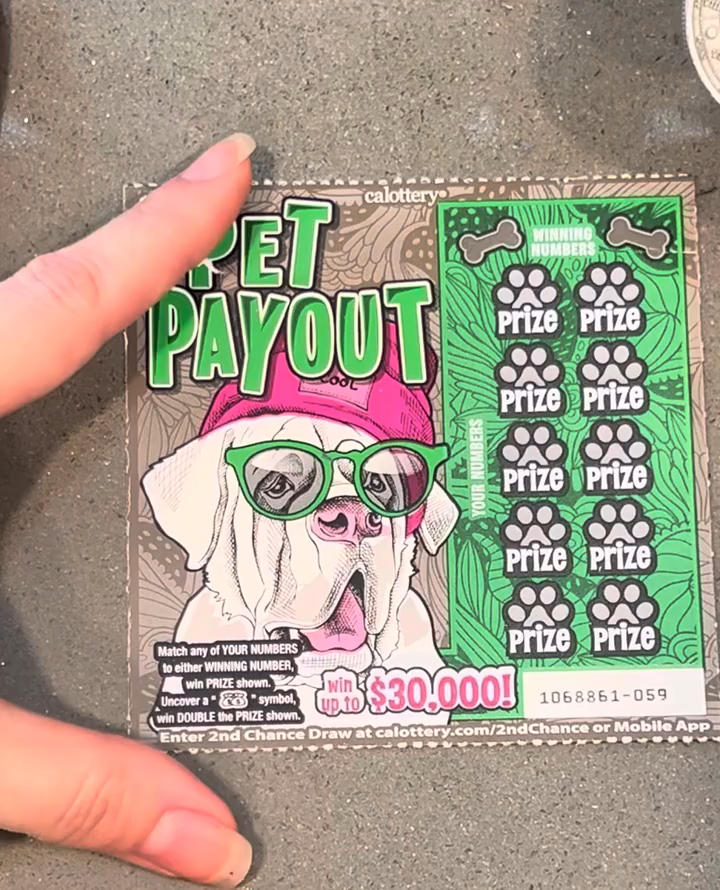 calottery®
PET
PAYOUT
WINNING
NUMBERS
YOUR NUMBERS
Prize Prize
Prize Prize
Prize Prize
Prize Prize
Prize Prize
Match any of YOUR NUMBERS
to either WINNING NUMBER,
win PRIZE shown.
Uncover a " " symbol,
win DOUBLE the PRIZE shown.
win
up to $30,000!
1068861-059
Enter 2nd Chance Draw at calottery.com/2ndChance or Mobile App